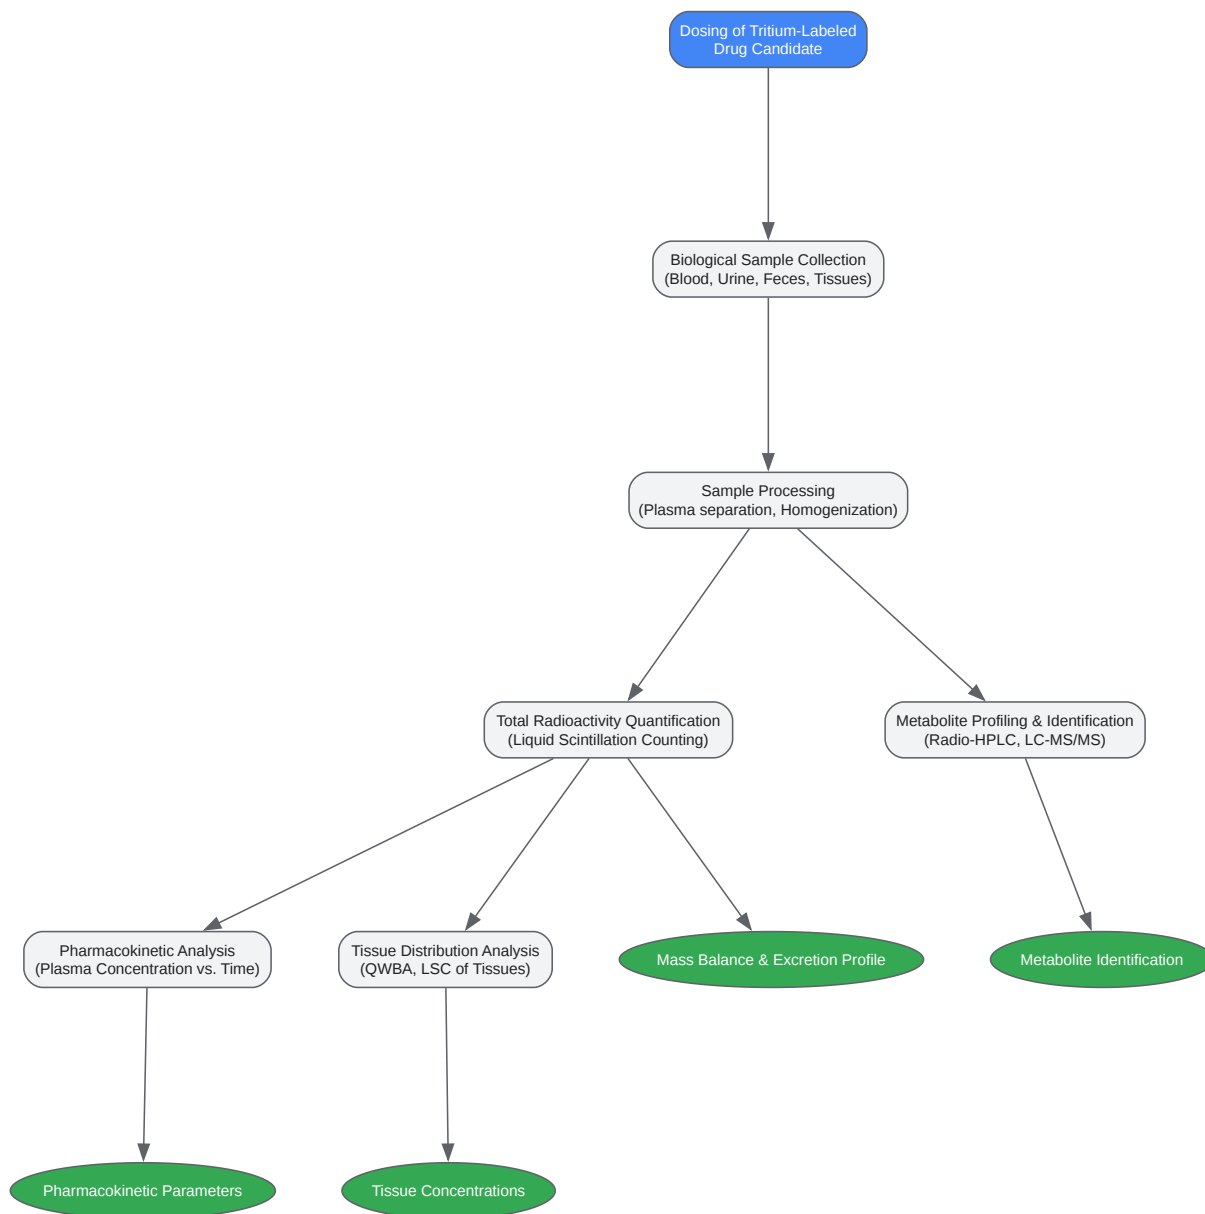 Dosing of Tritium-Labeled
Drug Candidate
Biological Sample Collection
(Blood, Urine, Feces, Tissues)
Sample Processing
(Plasma separation, Homogenization)
Total Radioactivity Quantification
(Liquid Scintillation Counting)
Metabolite Profiling & Identification
(Radio-HPLC, LC-MS/MS)
Pharmacokinetic Analysis
(Plasma Concentration vs. Time)
Tissue Distribution Analysis
(QWBA, LSC of Tissues)
Mass Balance & Excretion Profile
Metabolite Identification
Pharmacokinetic Parameters
Tissue Concentrations